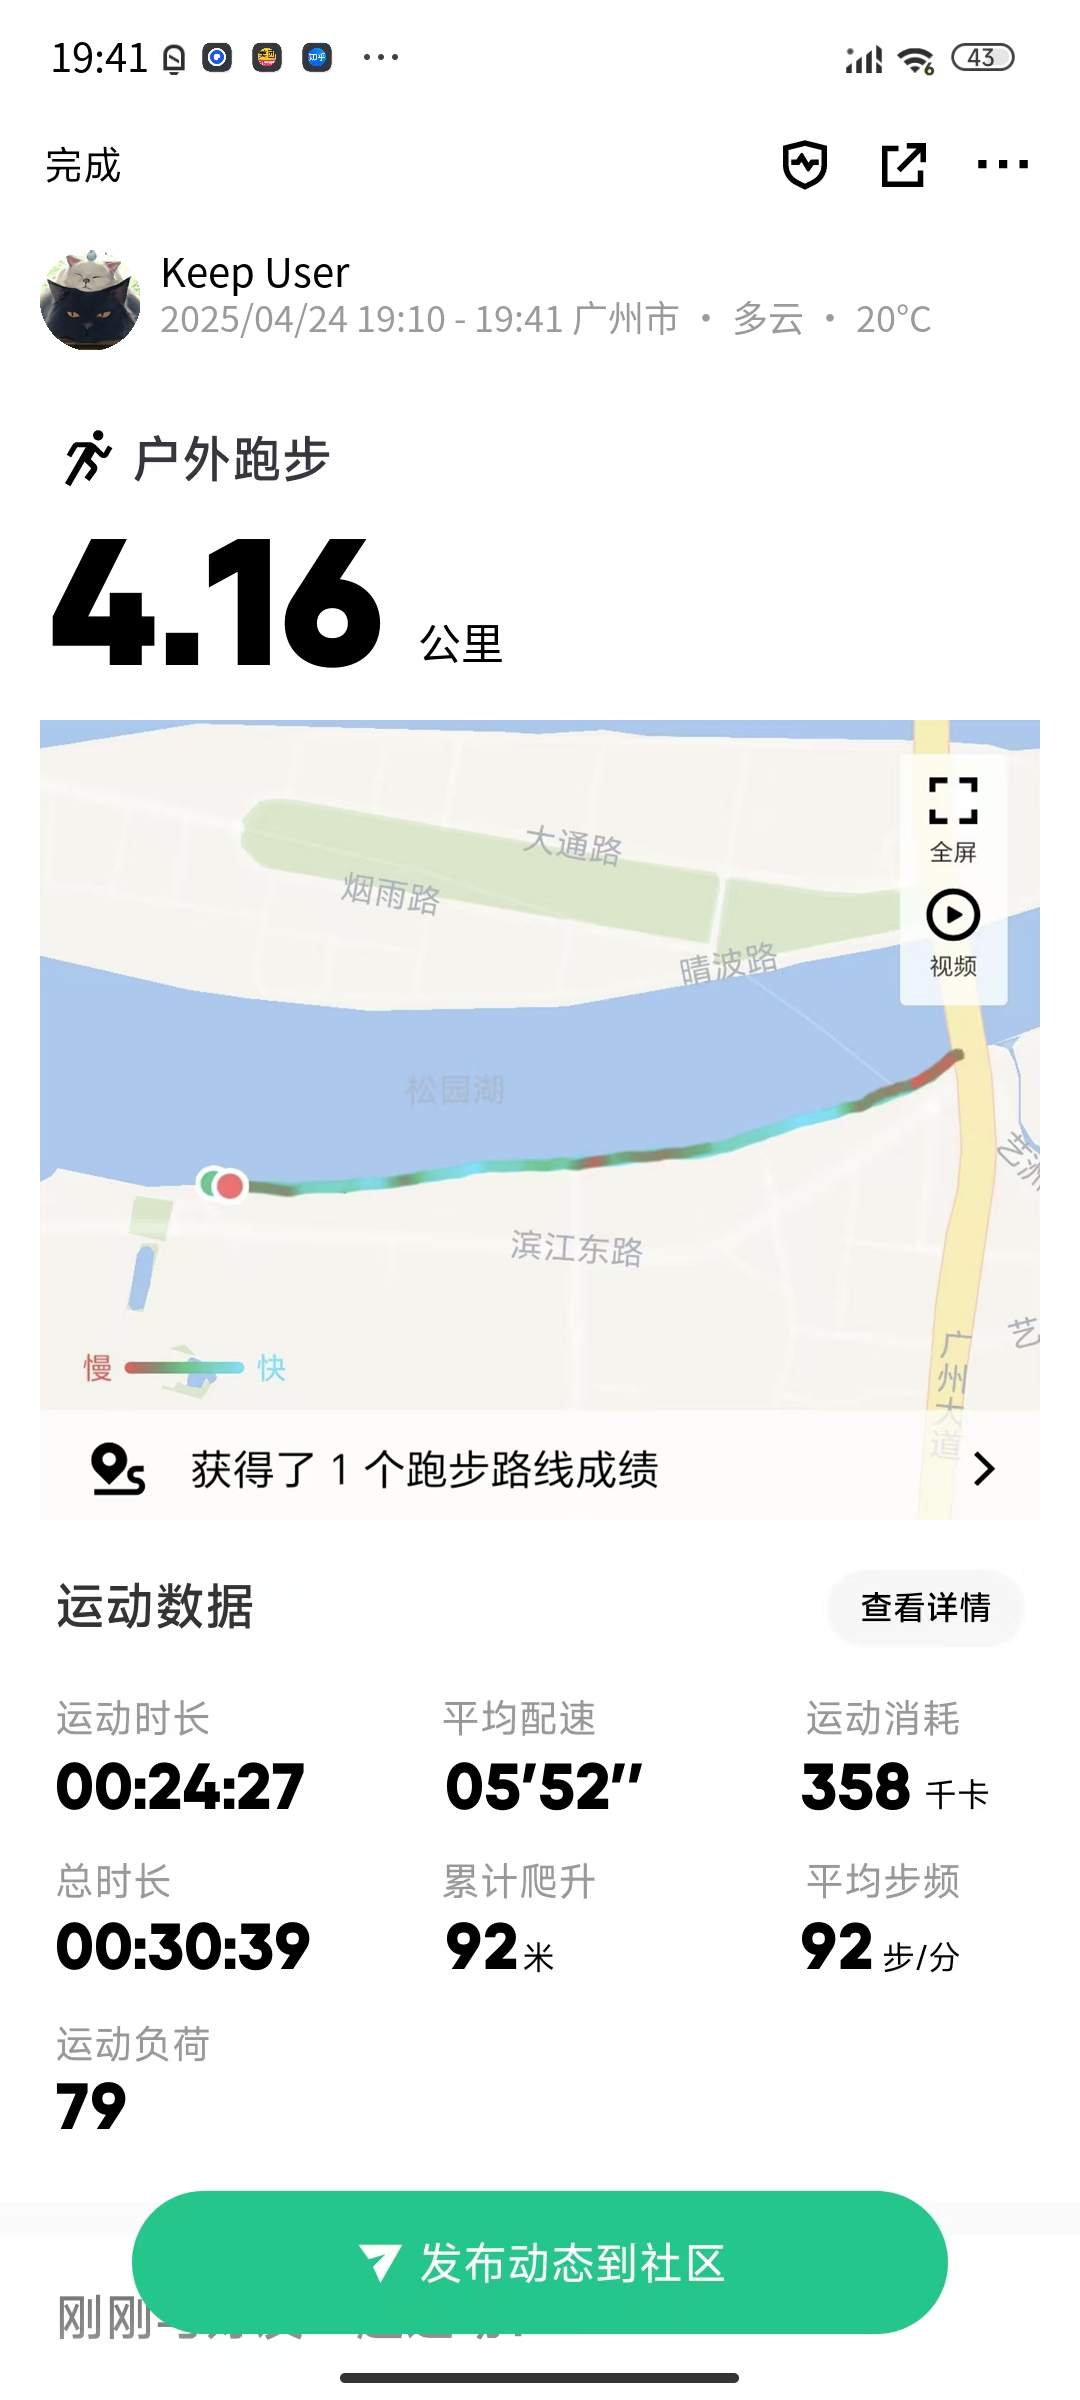 19:41 ··· 43
完成
Keep User
2025/04/24 19:10 - 19:41 广州市 · 多云 · 20℃
户外跑步
4.16 公里
大通路
全屏
烟雨路
视频
晴波路
松园湖
滨江东路
广州大道
艺
慢 快
获得了 1 个跑步路线成绩
运动数据 查看详情
运动时长 平均配速 运动消耗
00:24:27 05'52'' 358 千卡
总时长 累计爬升 平均步频
00:30:39 92 米 92 步/分
运动负荷
79
发布动态到社区
刚刚